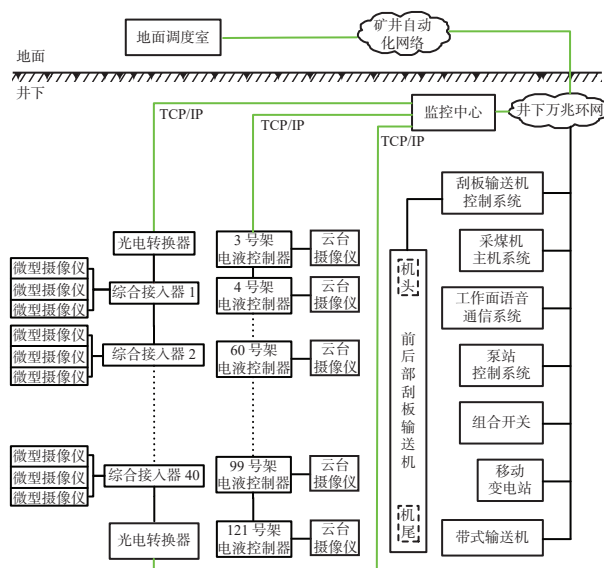 地面调度室
矿井自动
化网络
地面
井下
监控中心
井下万兆环网
TCP/IP
TCP/IP
TCP/IP
光电转换器
微型摄像仪
微型摄像仪
微型摄像仪
综合接入器 1
微型摄像仪
微型摄像仪
微型摄像仪
综合接入器 2
微型摄像仪
微型摄像仪
微型摄像仪
综合接入器 40
光电转换器
3 号架
电液控制器
云台
摄像仪
4 号架
电液控制器
云台
摄像仪
60 号架
电液控制器
云台
摄像仪
99 号架
电液控制器
云台
摄像仪
121 号架
电液控制器
云台
摄像仪
机头
前后部刮板输送机
机尾
刮板输送机
控制系统
采煤机
主机系统
工作面语音
通信系统
泵站
控制系统
组合开关
移动
变电站
带式输送机